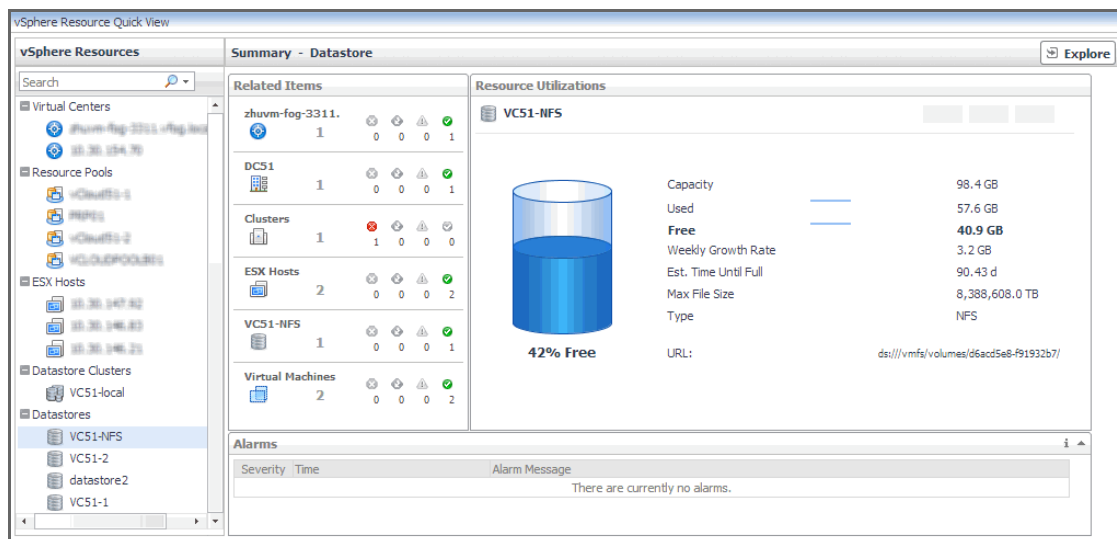 vSphere Resource Quick View
vSphere Resources
Search
Virtual Centers
Resource Pools
ESX Hosts
Datastore Clusters
VC51-local
Datastores
VC51-NFS
VC51-2
datastore2
VC51-1
Summary - Datastore
Explore
Related Items
zhuvm-fog-3311.
1
0 0 0 1
DC51
1
0 0 0 1
Clusters
1
1 0 0 0
ESX Hosts
2
0 0 0 2
VC51-NFS
1
0 0 0 1
Virtual Machines
2
0 0 0 2
Resource Utilizations
VC51-NFS
42% Free
Capacity 98.4 GB
Used 57.6 GB
Free 40.9 GB
Weekly Growth Rate 3.2 GB
Est. Time Until Full 90.43 d
Max File Size 8,388,608.0 TB
Type NFS
URL: ds:///vmfs/volumes/d6acd5e8-f91932b7/
Alarms
Severity Time Alarm Message
There are currently no alarms.